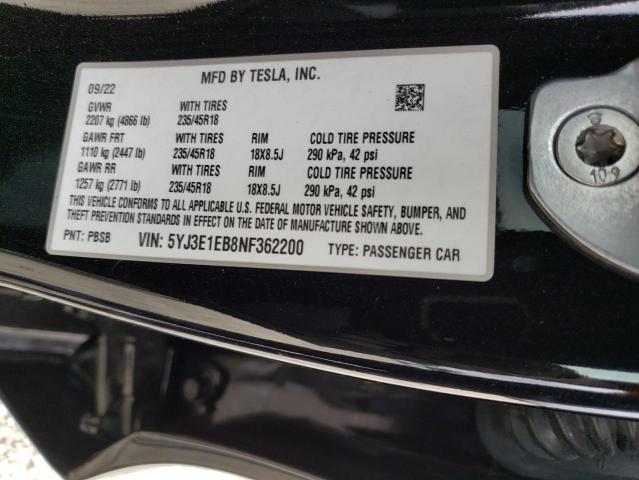 MFD BY TESLA, INC.
09/22
GVWR WITH TIRES
2207 kg (4866 lb) 235/45R18
GAWR FRT WITH TIRES RIM COLD TIRE PRESSURE
1110 kg (2447 lb) 235/45R18 18X8.5J 290 kPa, 42 psi
GAWR RR WITH TIRES RIM COLD TIRE PRESSURE
1257 kg (2771 lb) 235/45R18 18X8.5J 290 kPa, 42 psi
THIS VEHICLE CONFORMS TO ALL APPLICABLE U.S. FEDERAL MOTOR VEHICLE SAFETY, BUMPER, AND
THEFT PREVENTION STANDARDS IN EFFECT ON THE DATE OF MANUFACTURE SHOWN ABOVE.
PNT: PBSB VIN: 5YJ3E1EB8NF362200 TYPE: PASSENGER CAR
10.9